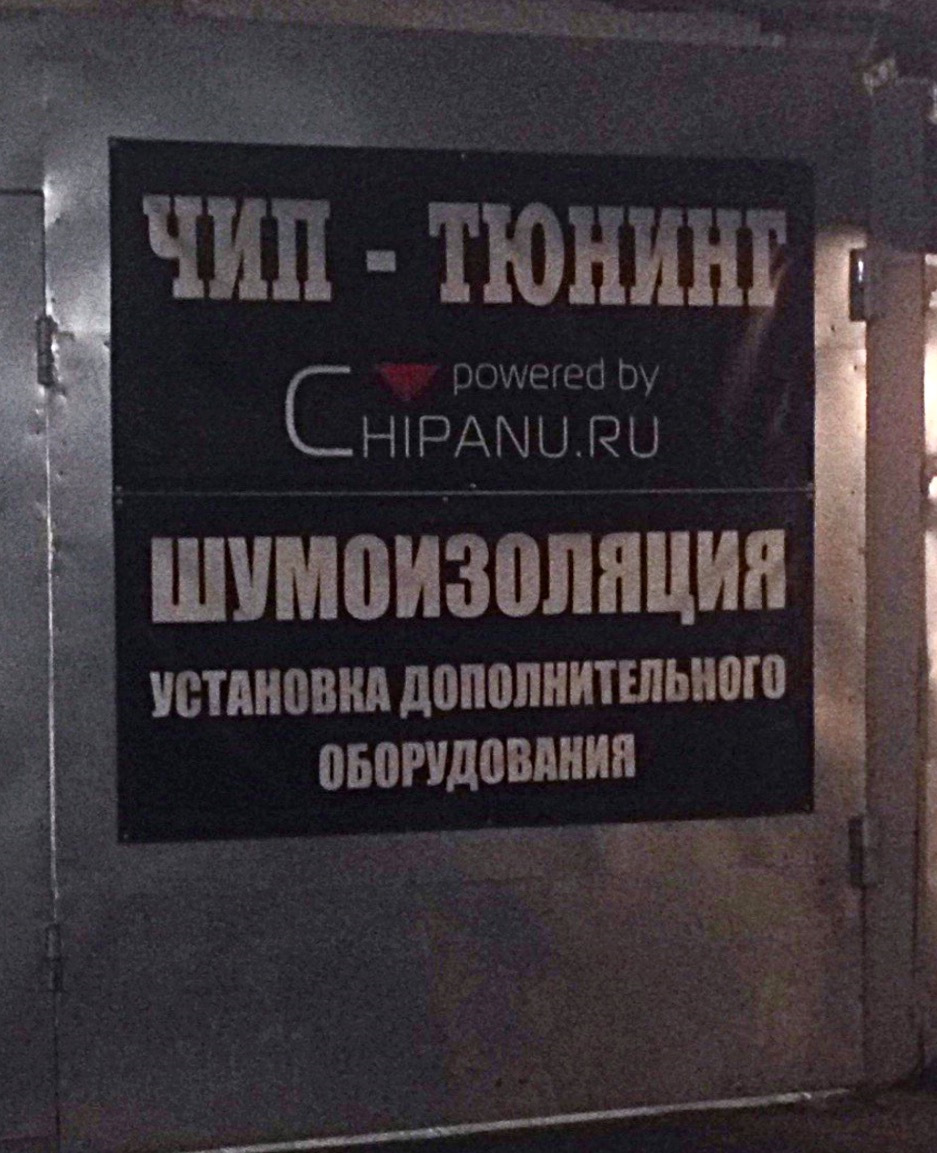 ЧИП - ТЮНИНГ
powered by
CHIPANU.RU
ШУМОИЗОЛЯЦИЯ
УСТАНОВКА ДОПОЛНИТЕЛЬНОГО
ОБОРУДОВАНИЯ